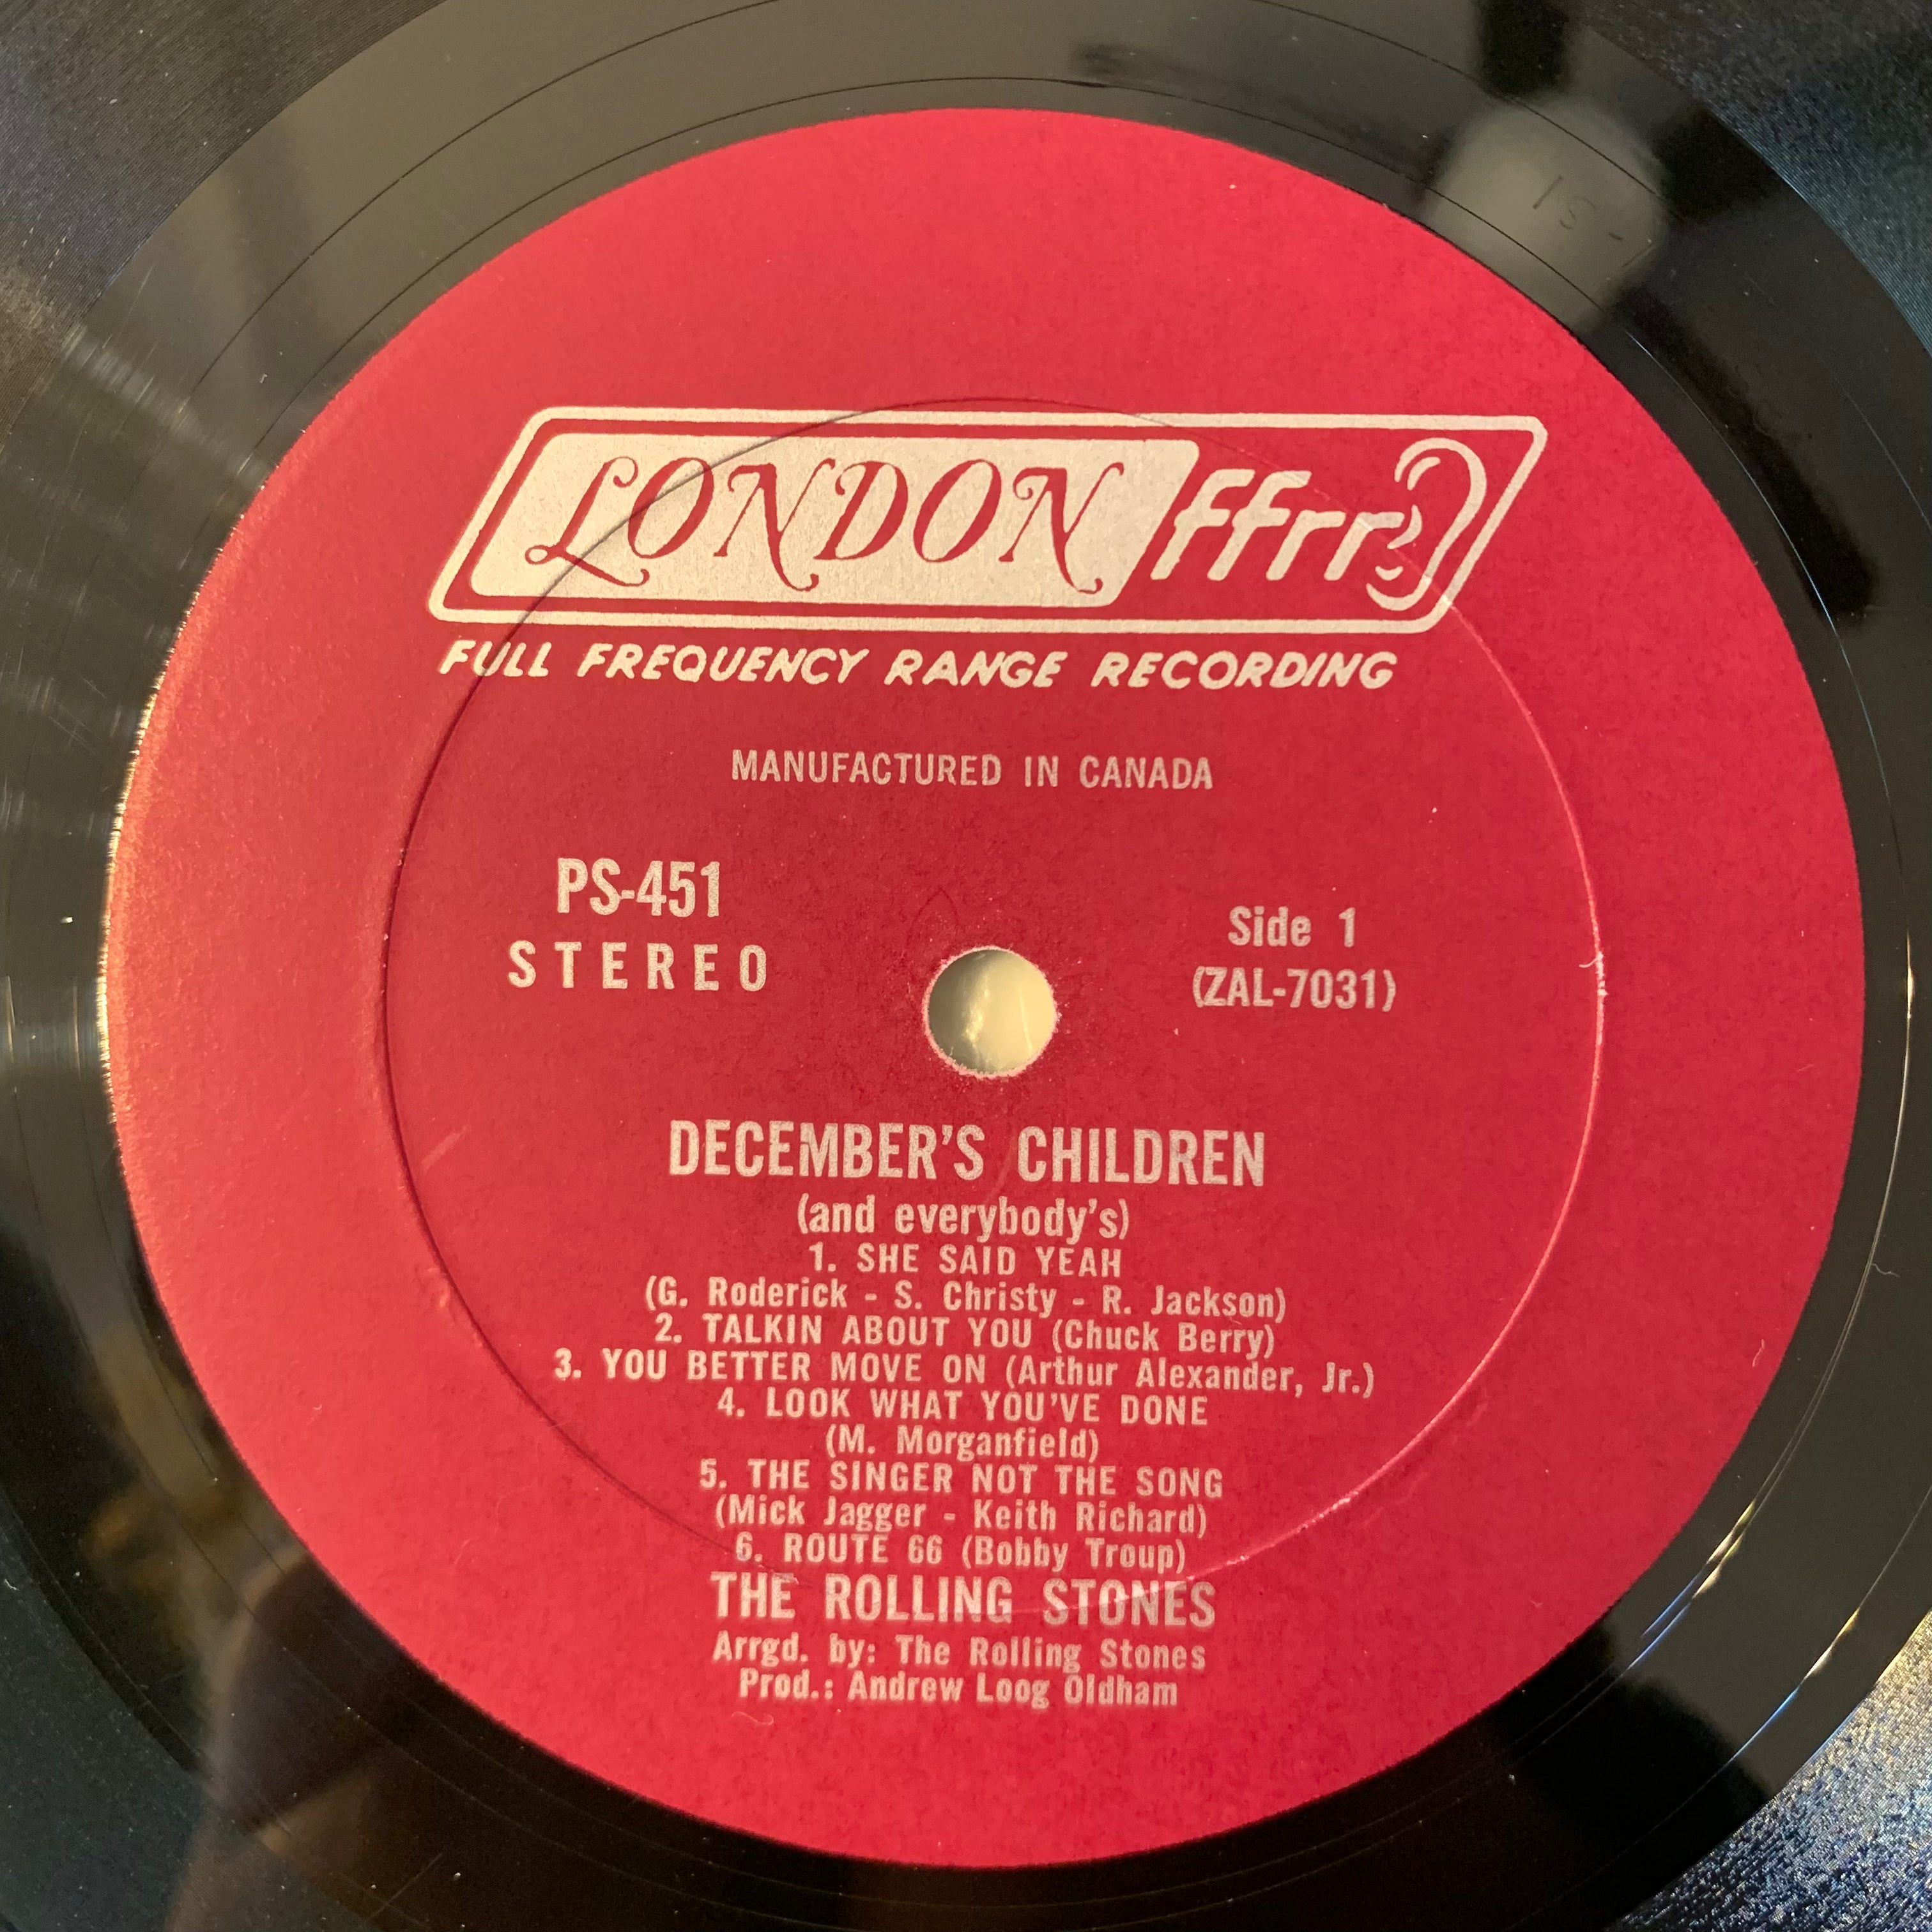 LONDON ffrr
FULL FREQUENCY RANGE RECORDING
MANUFACTURED IN CANADA
PS-451
STEREO
Side 1
(ZAL-7031)
DECEMBER'S CHILDREN
(and everybody's)
1. SHE SAID YEAH
(G. Roderick - S. Christy - R. Jackson)
2. TALKIN ABOUT YOU (Chuck Berry)
3. YOU BETTER MOVE ON (Arthur Alexander, Jr.)
4. LOOK WHAT YOU'VE DONE
(M. Morganfield)
5. THE SINGER NOT THE SONG
(Mick Jagger - Keith Richard)
6. ROUTE 66 (Bobby Troup)
THE ROLLING STONES
Arrgd. by: The Rolling Stones
Prod.: Andrew Loog Oldham